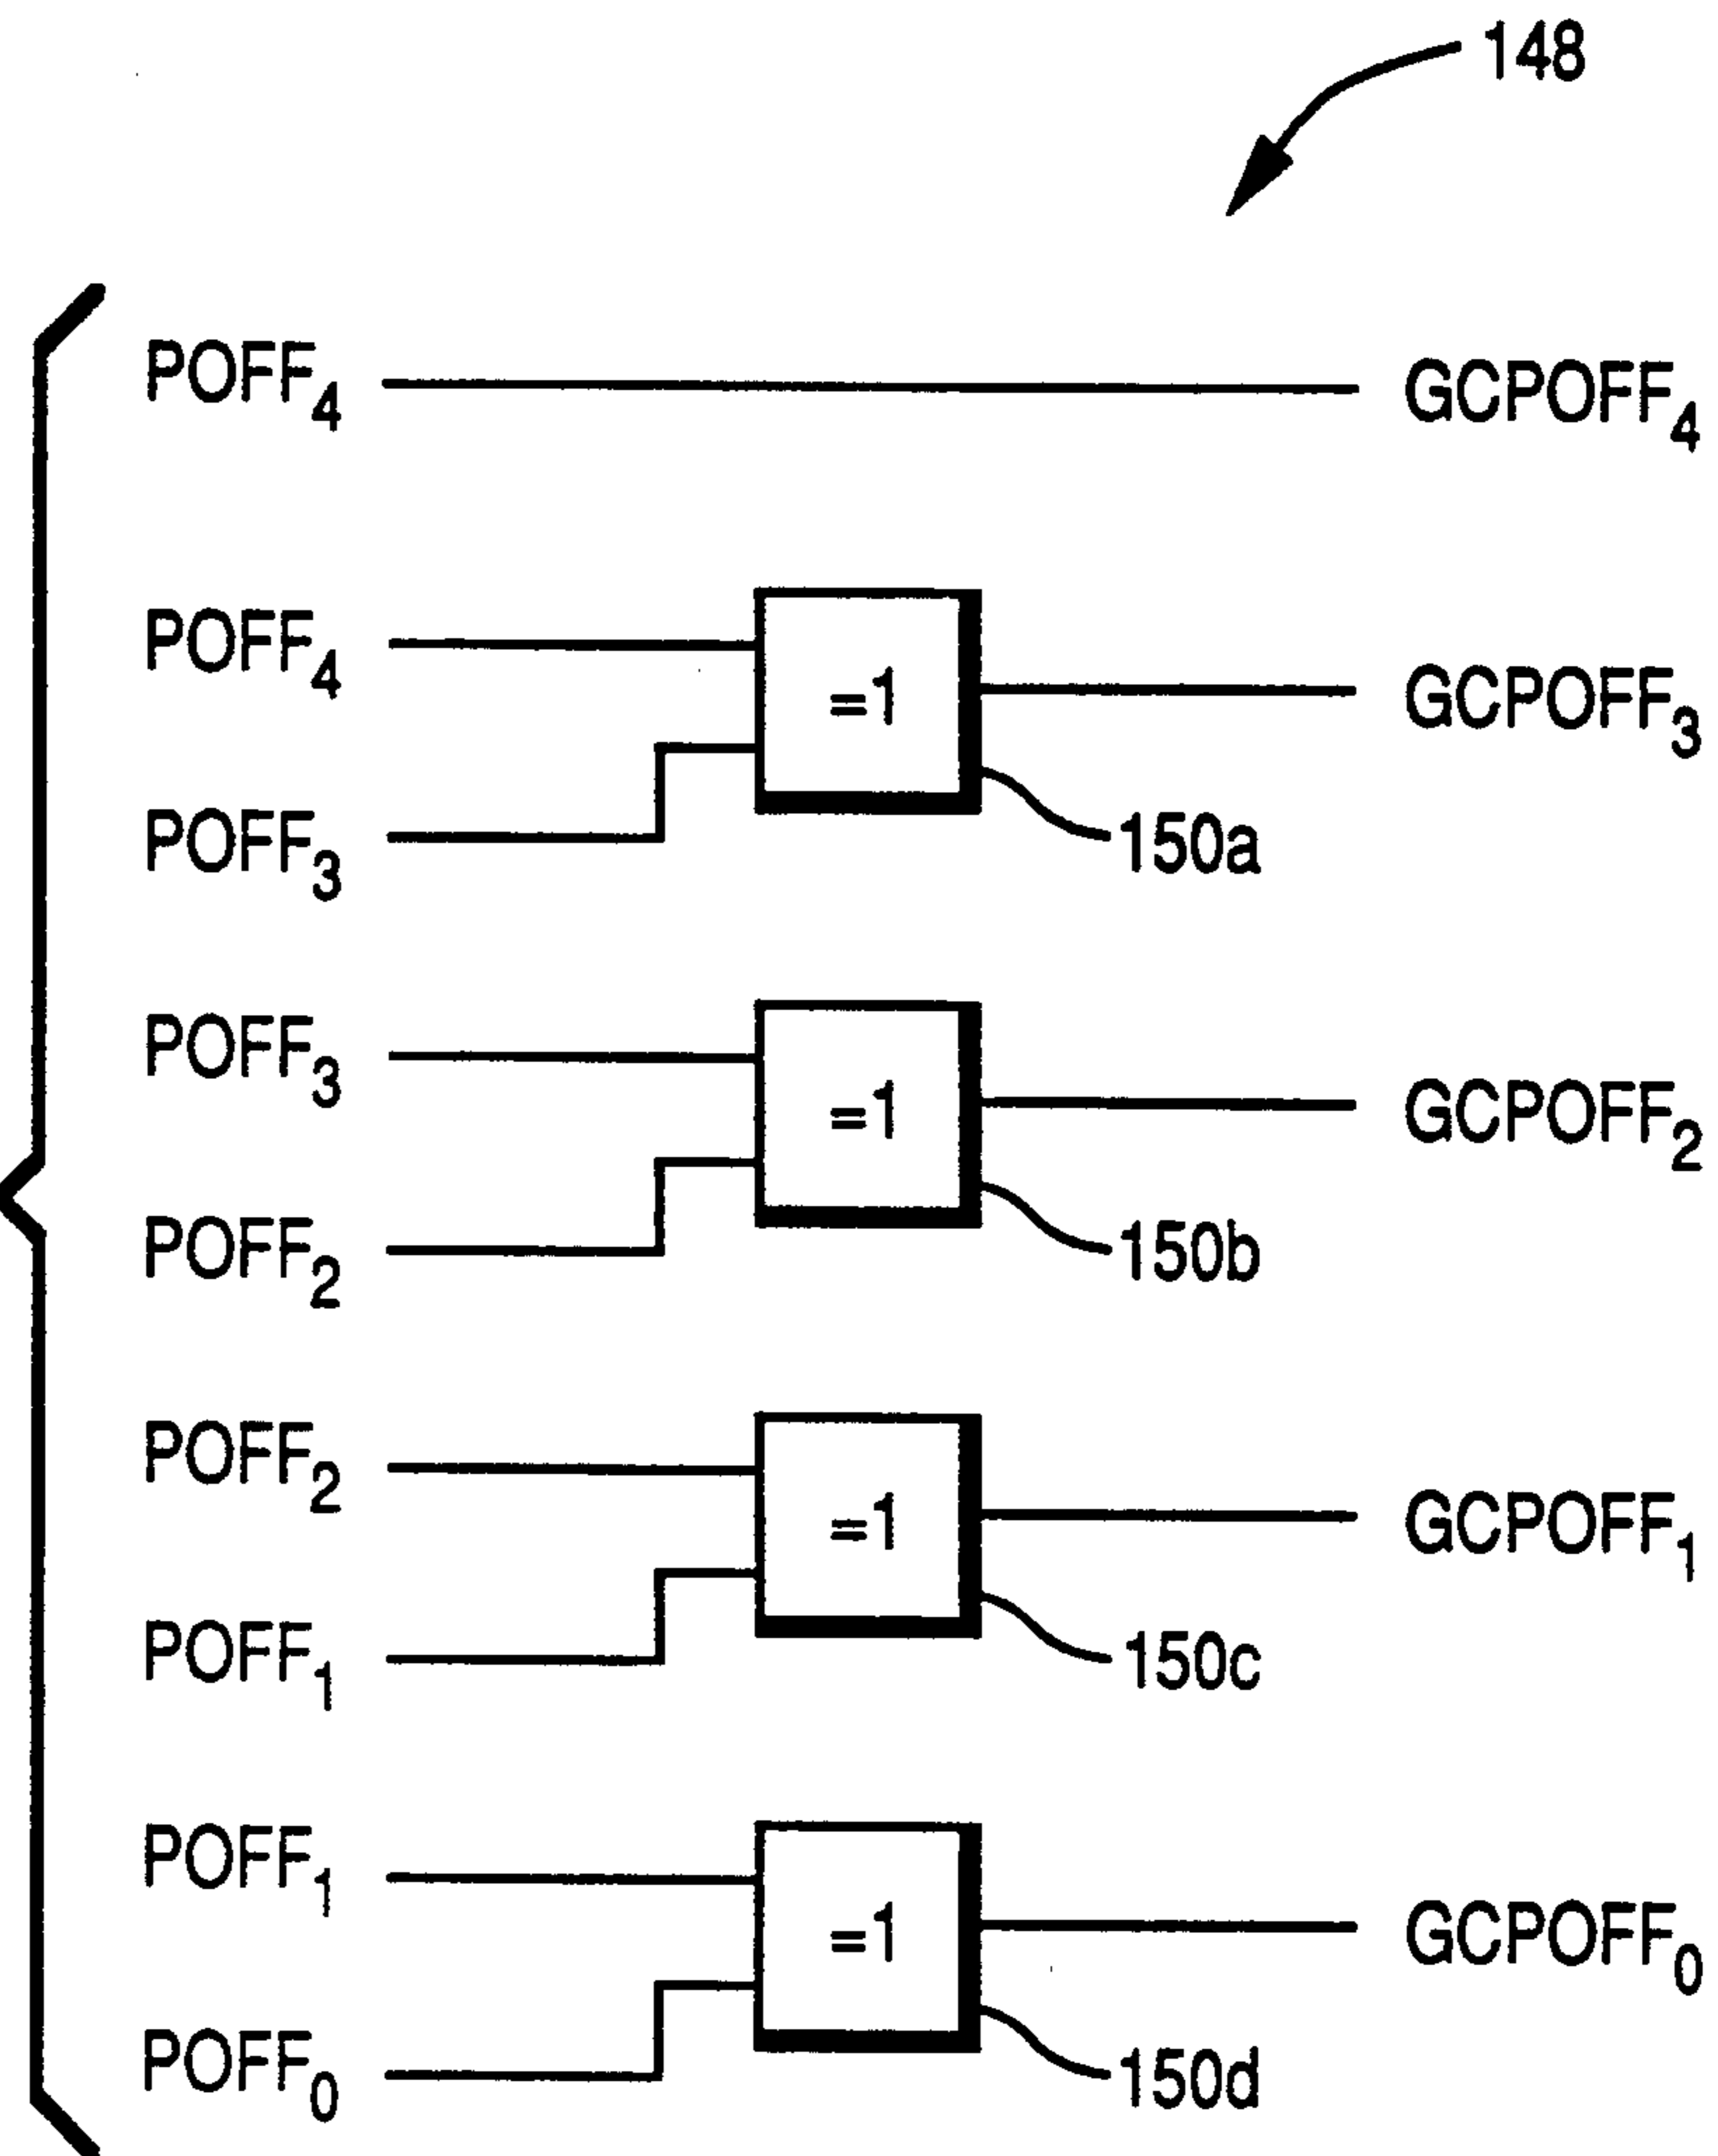 148
POFF₄ GCPOFF₄
POFF₄
=1 GCPOFF₃
POFF₃ 150a
POFF₃
=1 GCPOFF₂
POFF₂ 150b
POFF₂
=1 GCPOFF₁
POFF₁ 150c
POFF₁
=1 GCPOFF₀
POFF₀ 150d